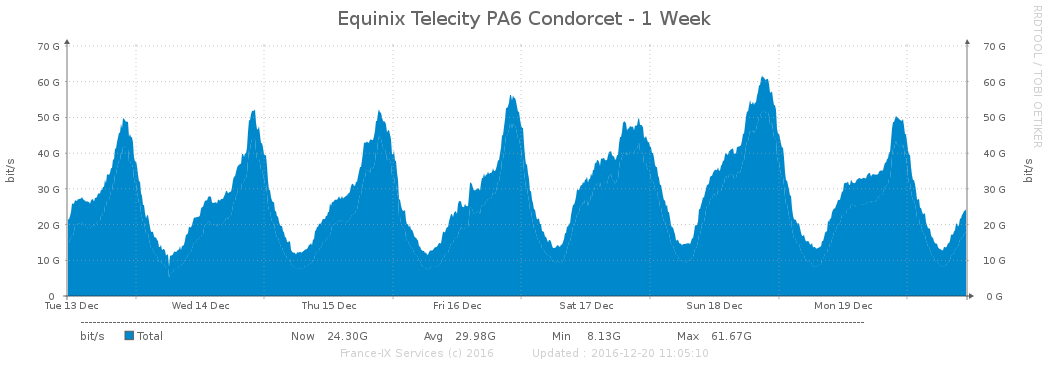 Equinix Telecity PA6 Condorcet - 1 Week
RRDTOOL / TOBI OETIKER
bit/s
bit/s
70 G 70 G
60 G 60 G
50 G 50 G
40 G 40 G
30 G 30 G
20 G 20 G
10 G 10 G
0 0 G
Tue 13 Dec Wed 14 Dec Thu 15 Dec Fri 16 Dec Sat 17 Dec Sun 18 Dec Mon 19 Dec
bit/s Total Now 24.30G Avg 29.98G Min 8.13G Max 61.67G
France-IX Services (c) 2016 Updated : 2016-12-20 11:05:10